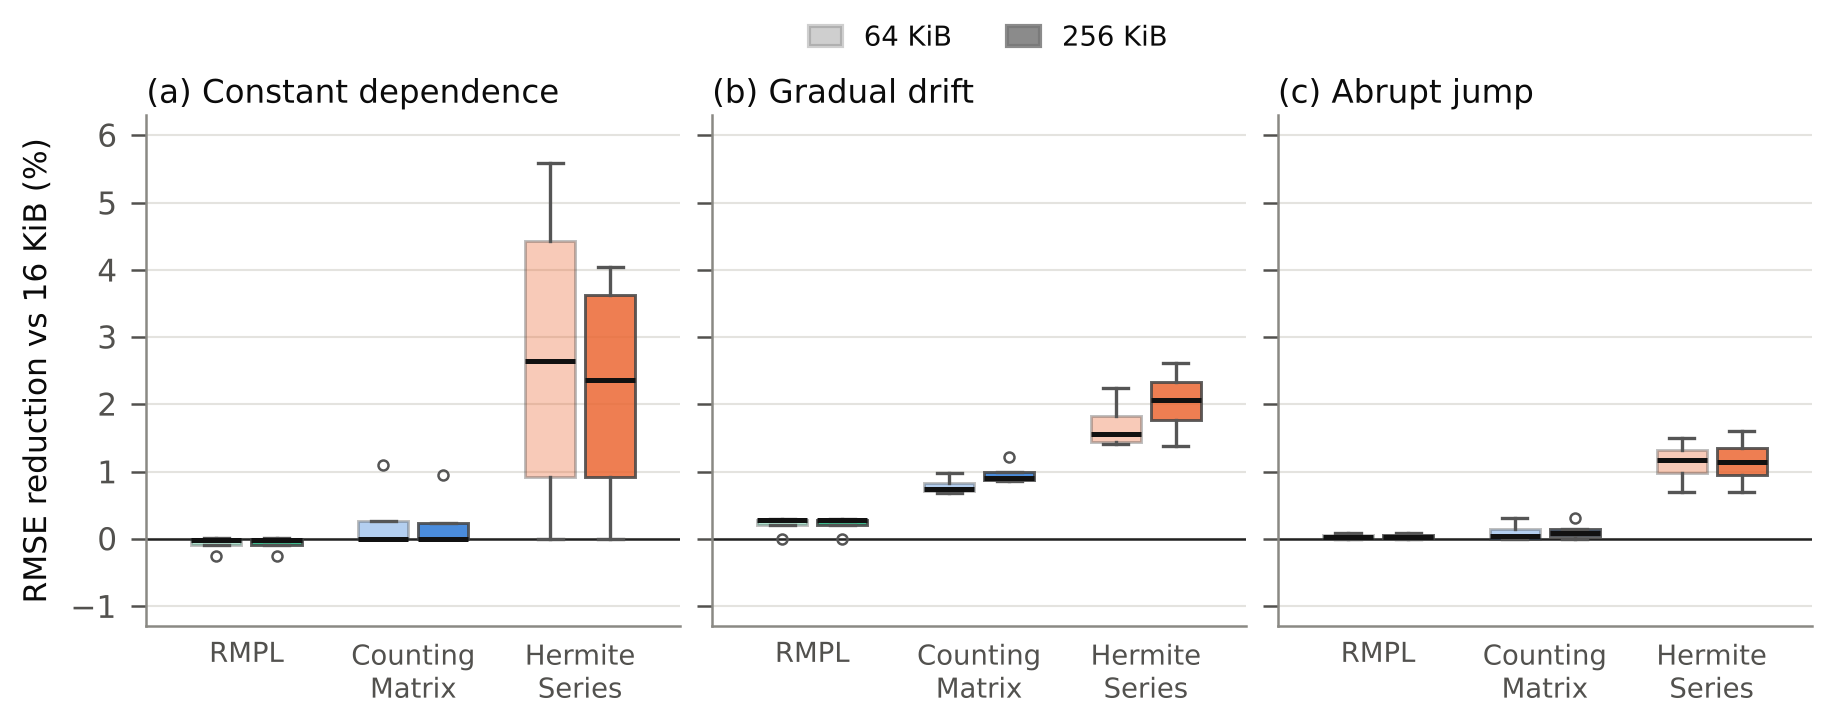 64 KiB
256 KiB
(a) Constant dependence
(b) Gradual drift
(c) Abrupt jump
RMSE reduction vs 16 KiB (%)
6
5
4
3
2
1
0
−1
RMPL
Counting
Matrix
Hermite
Series
RMPL
Counting
Matrix
Hermite
Series
RMPL
Counting
Matrix
Hermite
Series